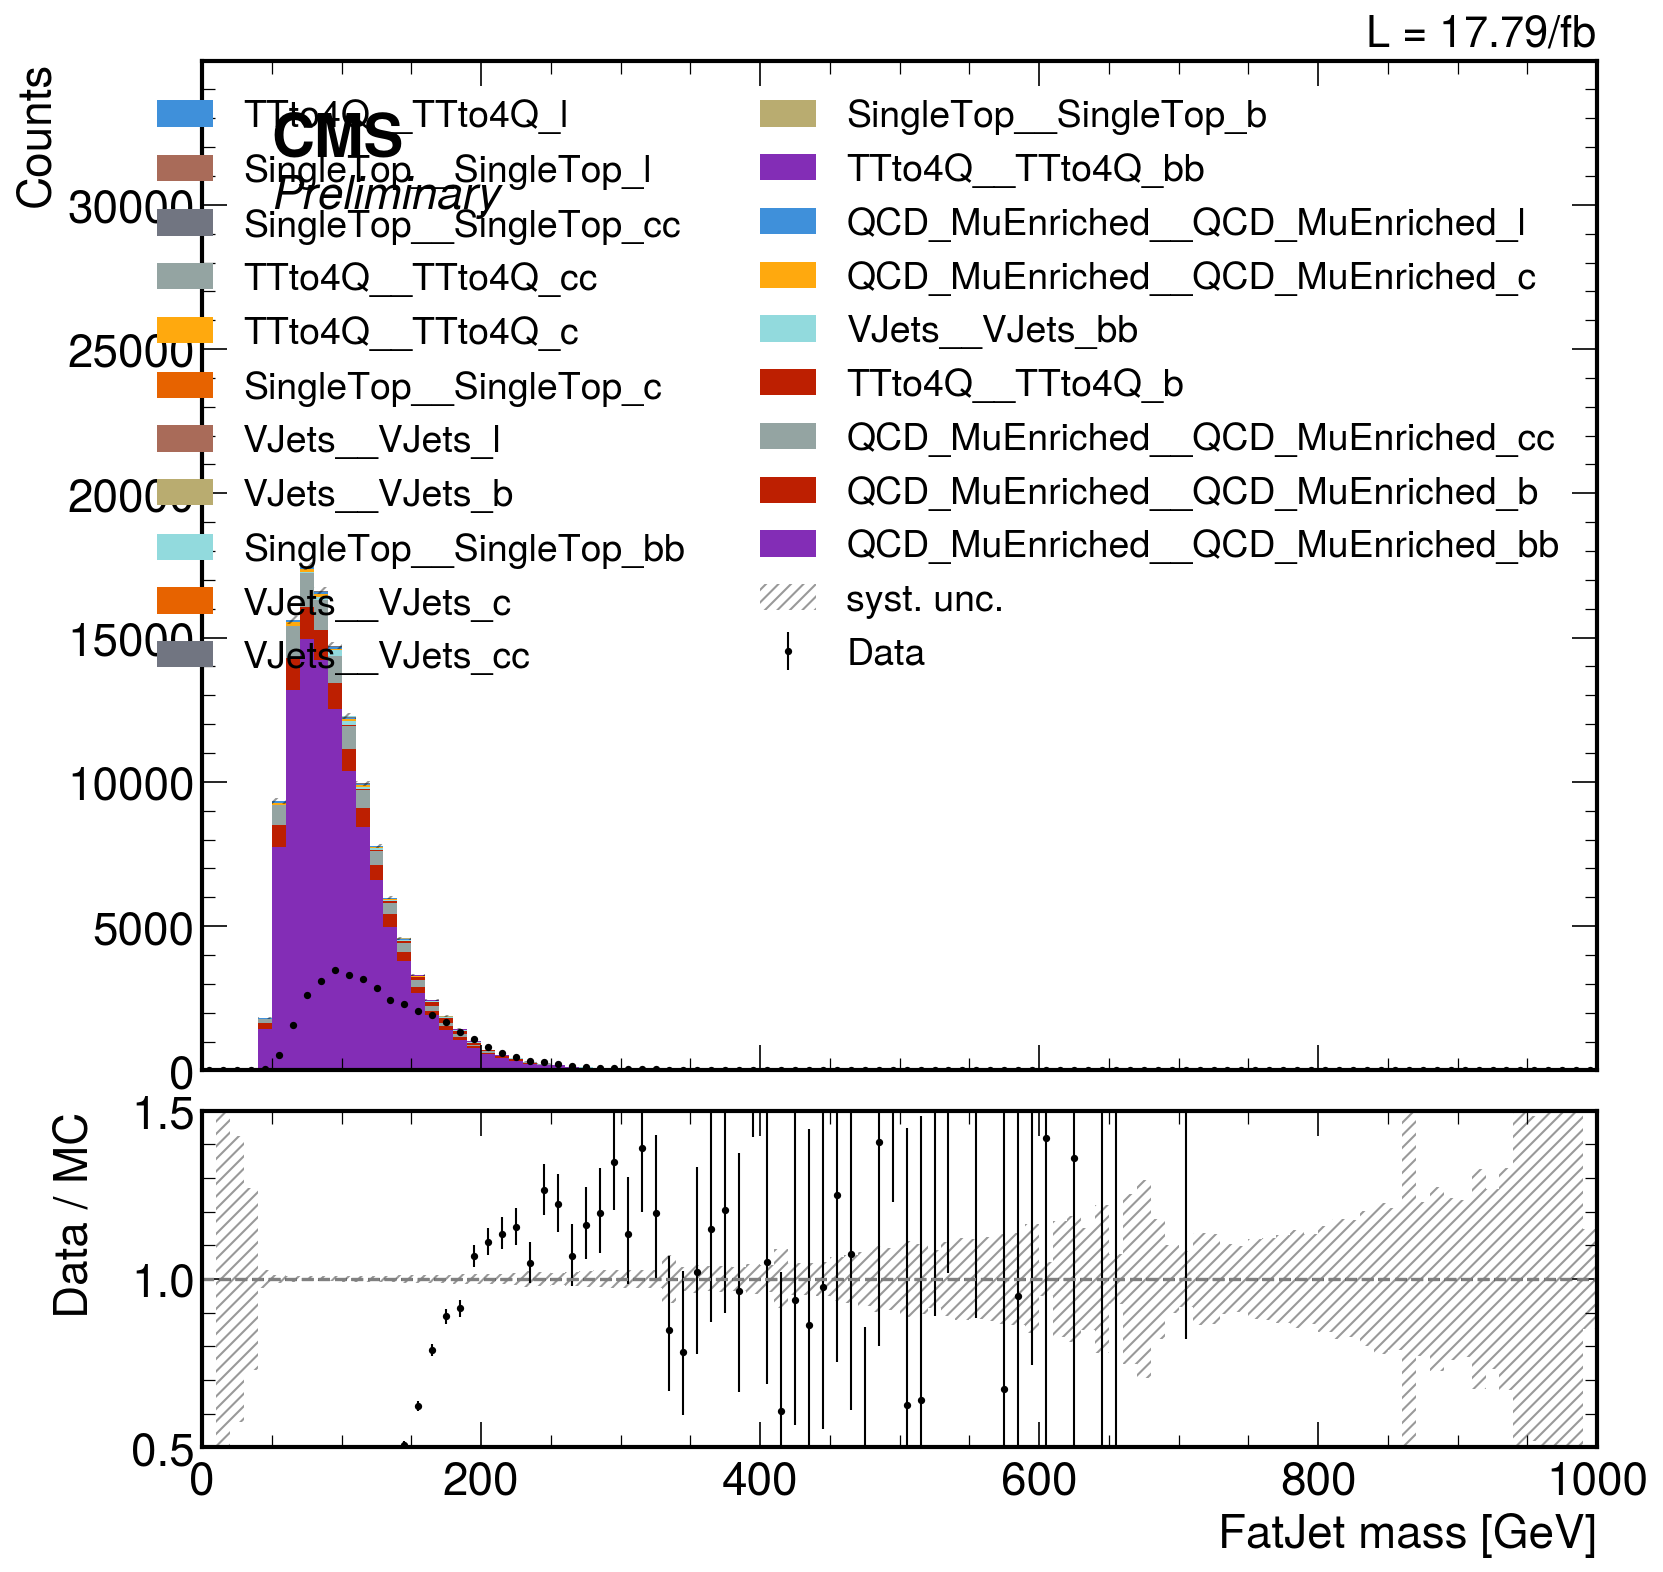 L = 17.79/fb
Counts
CMS
Preliminary
TTto4Q__TTto4Q_l
SingleTop__SingleTop_l
SingleTop__SingleTop_cc
TTto4Q__TTto4Q_cc
TTto4Q__TTto4Q_c
SingleTop__SingleTop_c
VJets__VJets_l
VJets__VJets_b
SingleTop__SingleTop_bb
VJets__VJets_c
VJets__VJets_cc
SingleTop__SingleTop_b
TTto4Q__TTto4Q_bb
QCD_MuEnriched__QCD_MuEnriched_l
QCD_MuEnriched__QCD_MuEnriched_c
VJets__VJets_bb
TTto4Q__TTto4Q_b
QCD_MuEnriched__QCD_MuEnriched_cc
QCD_MuEnriched__QCD_MuEnriched_b
QCD_MuEnriched__QCD_MuEnriched_bb
syst. unc.
Data
30000
25000
20000
15000
10000
5000
0
Data / MC
1.5
1.0
0.5
0 200 400 600 800 1000
FatJet mass [GeV]